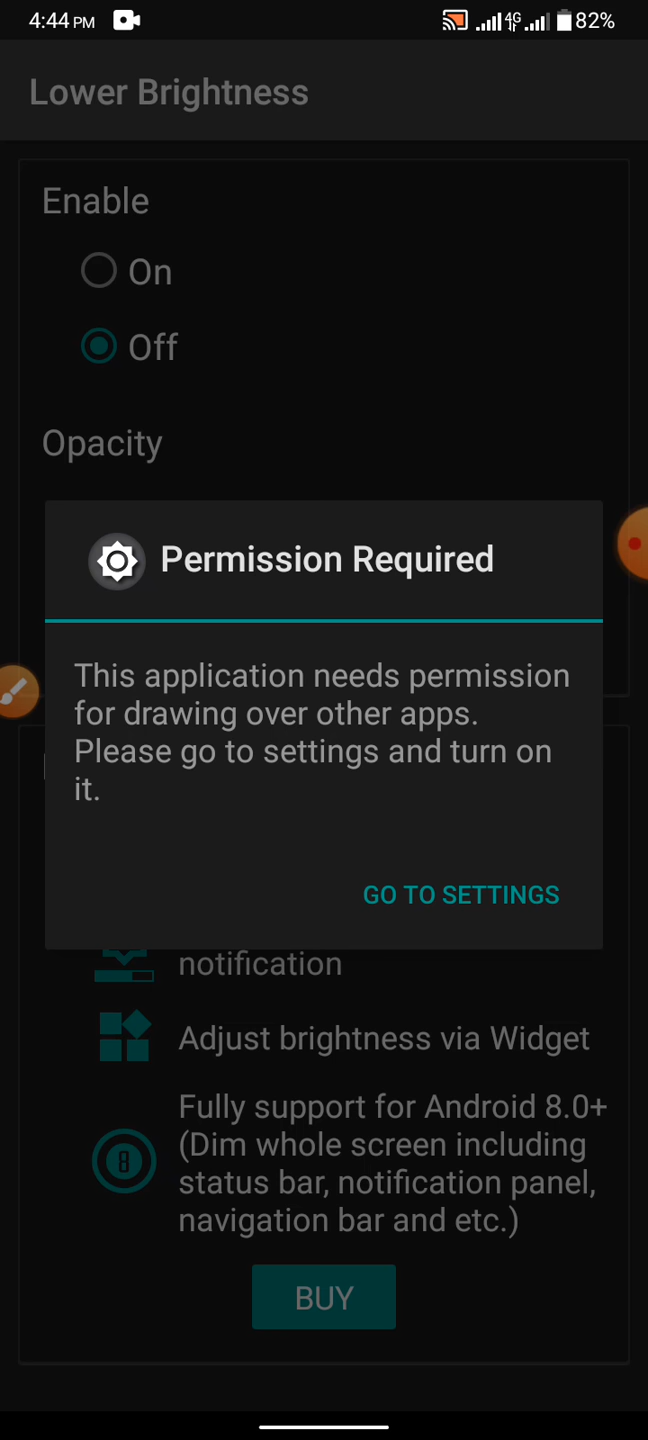 4:44 PM 4G 82%
Lower Brightness
Enable
On
Off
Opacity
Permission Required
This application needs permission
for drawing over other apps.
Please go to settings and turn on
it.
GO TO SETTINGS
notification
Adjust brightness via Widget
Fully support for Android 8.0+
(Dim whole screen including
status bar, notification panel,
navigation bar and etc.)
BUY